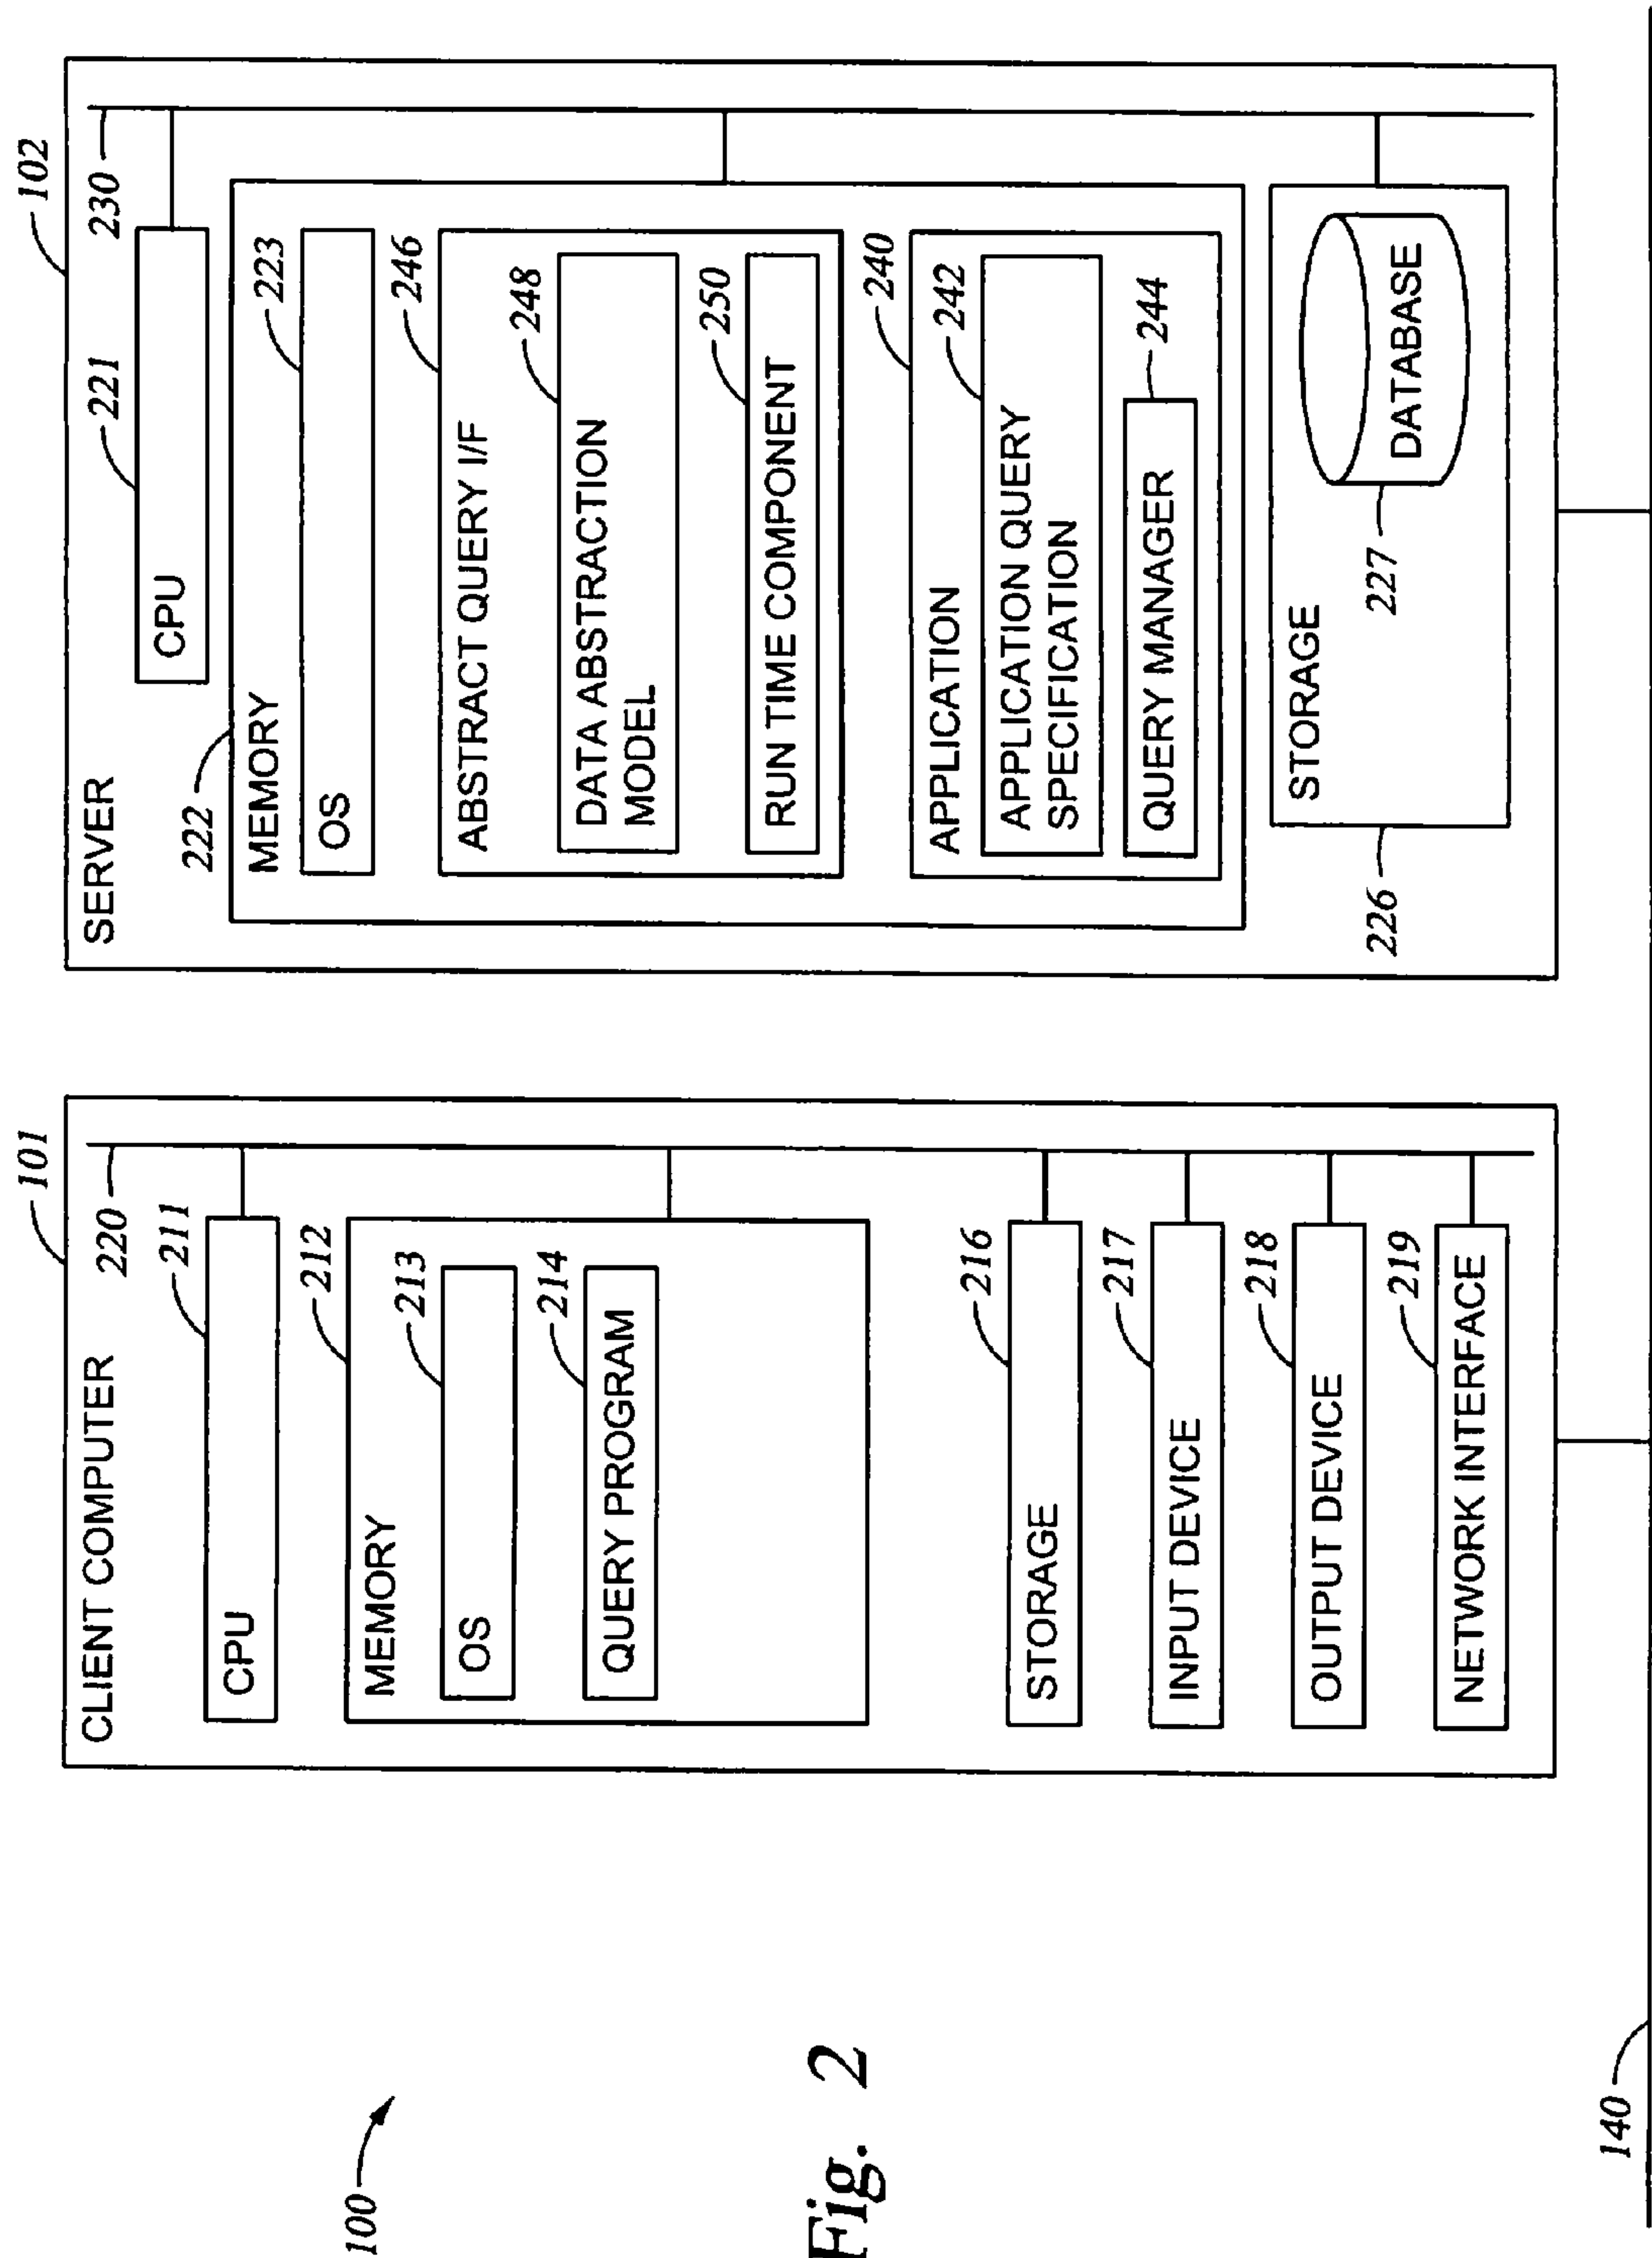 100
Fig. 2
CLIENT COMPUTER
101
220
CPU
211
MEMORY
212
OS
213
QUERY PROGRAM
214
STORAGE
216
INPUT DEVICE
217
OUTPUT DEVICE
218
NETWORK INTERFACE
219
SERVER
102
230
CPU
221
222
MEMORY
OS
223
ABSTRACT QUERY I/F
246
DATA ABSTRACTION
MODEL
248
RUN TIME COMPONENT
250
APPLICATION
240
APPLICATION QUERY
SPECIFICATION
242
QUERY MANAGER
244
STORAGE
226
227
DATABASE
140